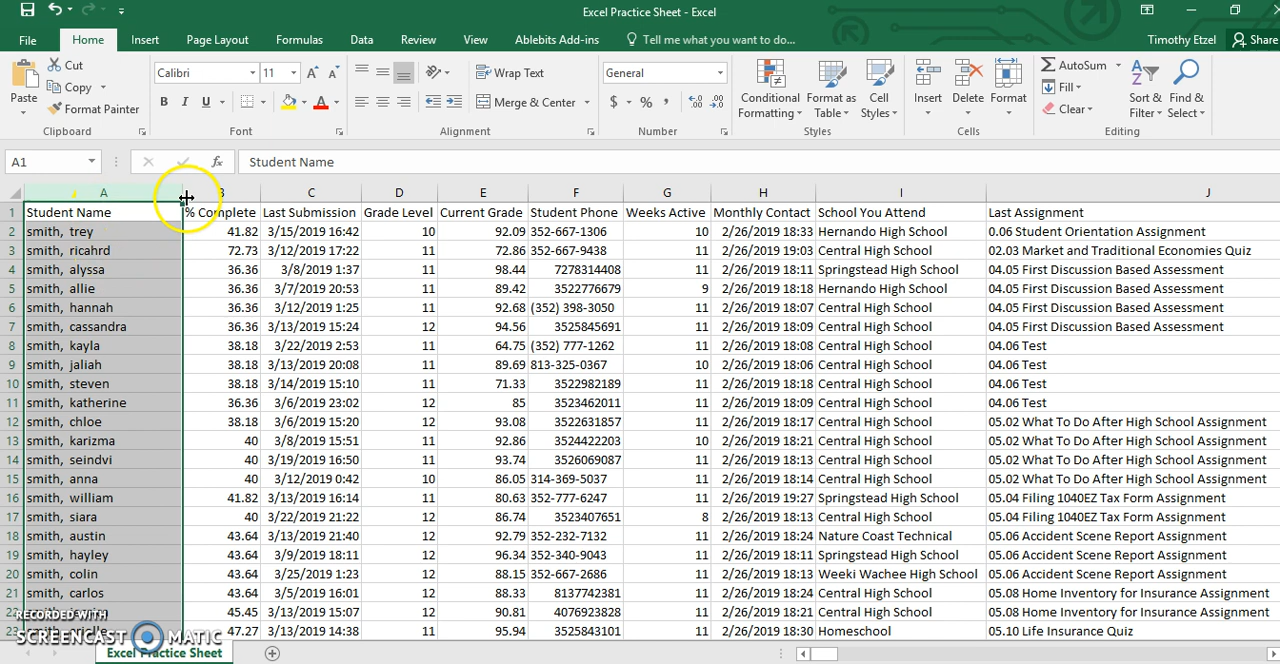 Excel Practice Sheet - Excel
File Home Insert Page Layout Formulas Data Review View Ablebits Add-ins Tell me what you want to do... Timothy Etzel Share
Paste Cut Copy Format Painter Clipboard
Calibri 11 A A B I U A Font
Wrap Text Merge & Center Alignment
General $ % , Number
Conditional Formatting Format as Table Cell Styles Styles
Insert Delete Format Cells
AutoSum Fill Clear Sort & Filter Find & Select Editing
A1 fx Student Name
A B C D E F G H I J
1 Student Name % Complete Last Submission Grade Level Current Grade Student Phone Weeks Active Monthly Contact School You Attend Last Assignment
2 smith, trey 41.82 3/15/2019 16:42 10 92.09 352-667-1306 10 2/26/2019 18:33 Hernando High School 0.06 Student Orientation Assignment
3 smith, ricahrd 72.73 3/12/2019 17:22 11 72.86 352-667-9438 11 2/26/2019 19:03 Central High School 02.03 Market and Traditional Economies Quiz
4 smith, alyssa 36.36 3/8/2019 1:37 11 98.44 7278314408 11 2/26/2019 18:11 Springstead High School 04.05 First Discussion Based Assessment
5 smith, allie 36.36 3/7/2019 20:53 11 89.42 3522776679 9 2/26/2019 18:18 Hernando High School 04.05 First Discussion Based Assessment
6 smith, hannah 36.36 3/12/2019 1:25 11 92.68 (352) 398-3050 11 2/26/2019 18:07 Central High School 04.05 First Discussion Based Assessment
7 smith, cassandra 36.36 3/13/2019 15:24 12 94.56 3525845691 11 2/26/2019 18:09 Central High School 04.05 First Discussion Based Assessment
8 smith, kayla 38.18 3/22/2019 2:53 11 64.75 (352) 777-1262 11 2/26/2019 18:08 Central High School 04.06 Test
9 smith, jaliah 38.18 3/13/2019 20:08 11 89.69 813-325-0367 10 2/26/2019 18:06 Central High School 04.06 Test
10 smith, steven 38.18 3/14/2019 15:10 11 71.33 3522982189 11 2/26/2019 18:18 Central High School 04.06 Test
11 smith, katherine 36.36 3/6/2019 23:02 12 85 3523462011 11 2/26/2019 18:09 Central High School 04.06 Test
12 smith, chloe 38.18 3/6/2019 15:20 12 93.08 3522631857 11 2/26/2019 18:17 Central High School 05.02 What To Do After High School Assignment
13 smith, karizma 40 3/8/2019 15:51 11 92.86 3524422203 10 2/26/2019 18:21 Central High School 05.02 What To Do After High School Assignment
14 smith, seindvi 40 3/19/2019 16:50 11 93.74 3526069087 11 2/26/2019 18:13 Central High School 05.02 What To Do After High School Assignment
15 smith, anna 40 3/12/2019 0:42 10 86.05 314-369-5037 11 2/26/2019 18:14 Central High School 05.02 What To Do After High School Assignment
16 smith, william 41.82 3/13/2019 16:14 11 80.63 352-777-6247 11 2/26/2019 19:27 Springstead High School 05.04 Filing 1040EZ Tax Form Assignment
17 smith, siara 40 3/22/2019 21:22 12 86.74 3523407651 8 2/26/2019 18:13 Central High School 05.04 Filing 1040EZ Tax Form Assignment
18 smith, austin 43.64 3/13/2019 21:40 11 92.79 352-232-7132 11 2/26/2019 18:24 Nature Coast Technical 05.06 Accident Scene Report Assignment
19 smith, hayley 43.64 3/9/2019 18:11 12 96.34 352-340-9043 11 2/26/2019 18:11 Springstead High School 05.06 Accident Scene Report Assignment
20 smith, colin 43.64 3/25/2019 1:23 12 88.15 352-667-2686 11 2/26/2019 18:13 Weeki Wachee High School 05.06 Accident Scene Report Assignment
21 smith, carlos 43.64 3/5/2019 16:01 12 88.33 8137742381 11 2/26/2019 18:24 Central High School 05.08 Home Inventory for Insurance Assignment
22 45.45 3/13/2019 15:07 12 90.81 4076923828 11 2/26/2019 18:21 Central High School 05.08 Home Inventory for Insurance Assignment
23 47.27 3/13/2019 14:38 11 95.94 3525843101 11 2/26/2019 18:30 Homeschool 05.10 Life Insurance Quiz
RECORDED WITH
SCREENCAST MATIC
Excel Practice Sheet